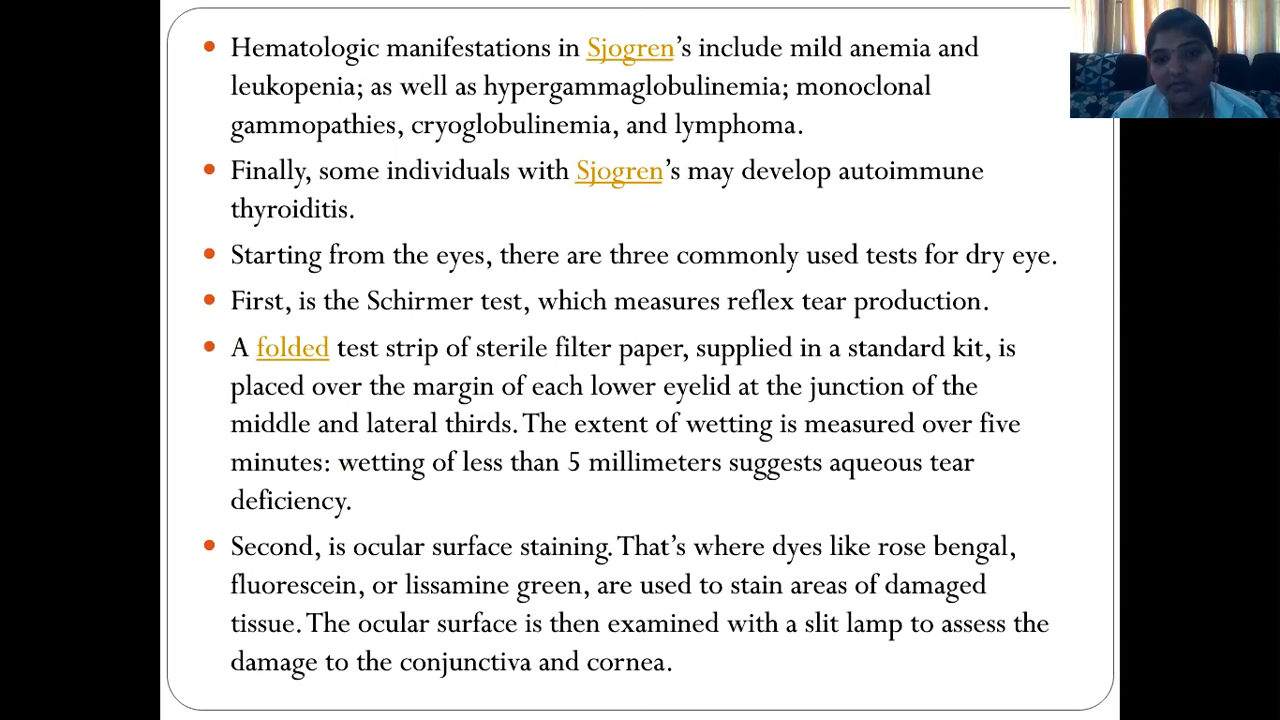 Hematologic manifestations in Sjogren's include mild anemia and
leukopenia; as well as hypergammaglobulinemia; monoclonal
gammopathies, cryoglobulinemia, and lymphoma.
Finally, some individuals with Sjogren's may develop autoimmune
thyroiditis.
Starting from the eyes, there are three commonly used tests for dry eye.
First, is the Schirmer test, which measures reflex tear production.
A folded test strip of sterile filter paper, supplied in a standard kit, is
placed over the margin of each lower eyelid at the junction of the
middle and lateral thirds. The extent of wetting is measured over five
minutes: wetting of less than 5 millimeters suggests aqueous tear
deficiency.
Second, is ocular surface staining. That's where dyes like rose bengal,
fluorescein, or lissamine green, are used to stain areas of damaged
tissue. The ocular surface is then examined with a slit lamp to assess the
damage to the conjunctiva and cornea.